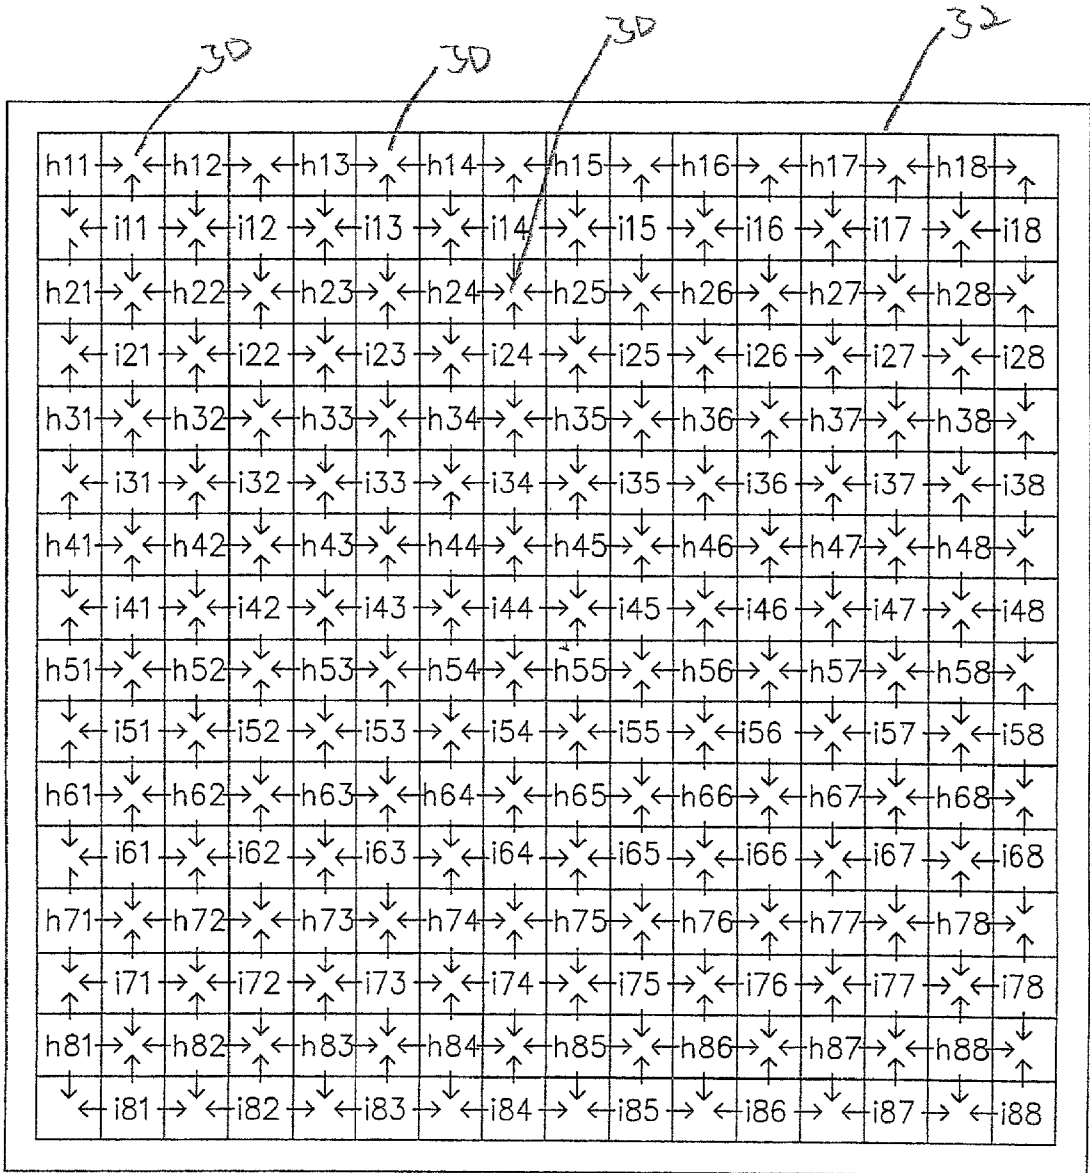 30 30 30 32
h11 h12 h13 h14 h15 h16 h17 h18
i11 i12 i13 i14 i15 i16 i17 i18
h21 h22 h23 h24 h25 h26 h27 h28
i21 i22 i23 i24 i25 i26 i27 i28
h31 h32 h33 h34 h35 h36 h37 h38
i31 i32 i33 i34 i35 i36 i37 i38
h41 h42 h43 h44 h45 h46 h47 h48
i41 i42 i43 i44 i45 i46 i47 i48
h51 h52 h53 h54 h55 h56 h57 h58
i51 i52 i53 i54 i55 i56 i57 i58
h61 h62 h63 h64 h65 h66 h67 h68
i61 i62 i63 i64 i65 i66 i67 i68
h71 h72 h73 h74 h75 h76 h77 h78
i71 i72 i73 i74 i75 i76 i77 i78
h81 h82 h83 h84 h85 h86 h87 h88
i81 i82 i83 i84 i85 i86 i87 i88